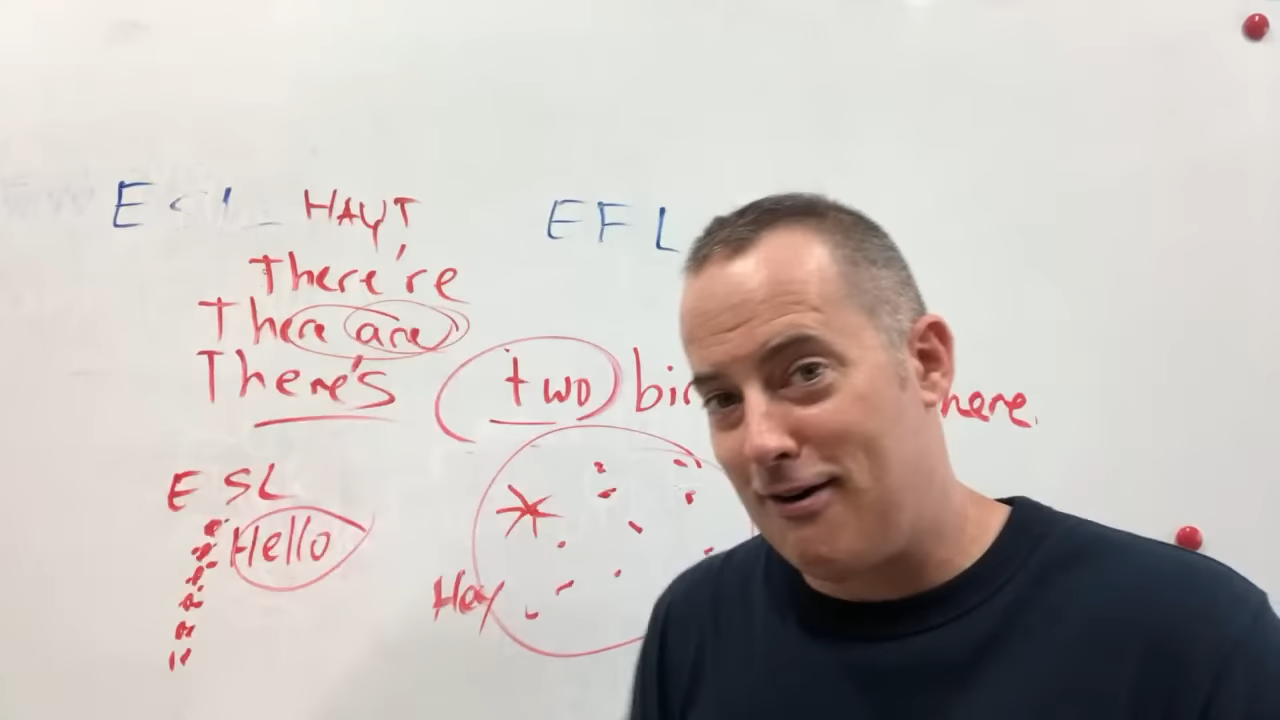 ESL HAYT EFL
There're
There are
There's two bir here.
ESL
Hello
Hey